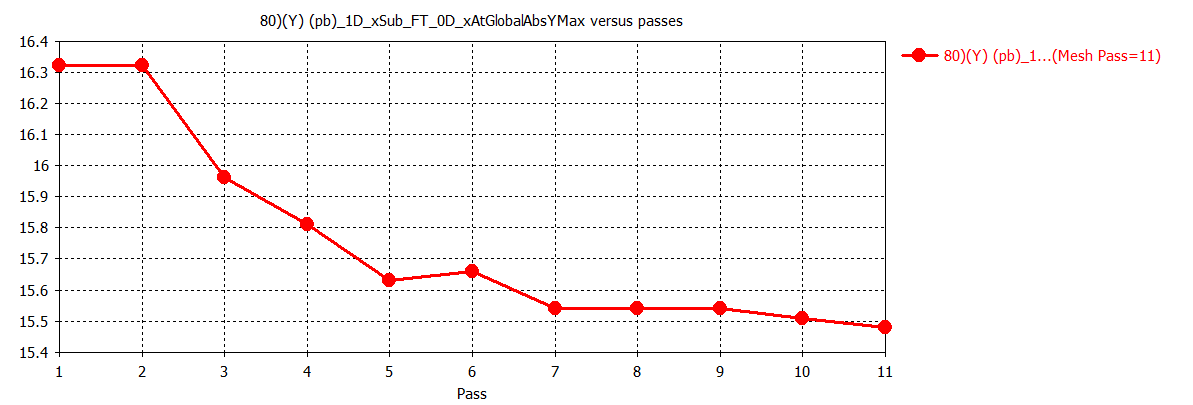 80)(Y) (pb)_1D_xSub_FT_0D_xAtGlobalAbsYMax versus passes
80)(Y) (pb)_1...(Mesh Pass=11)
16.4
16.3
16.2
16.1
16
15.9
15.8
15.7
15.6
15.5
15.4
1 2 3 4 5 6 7 8 9 10 11
Pass